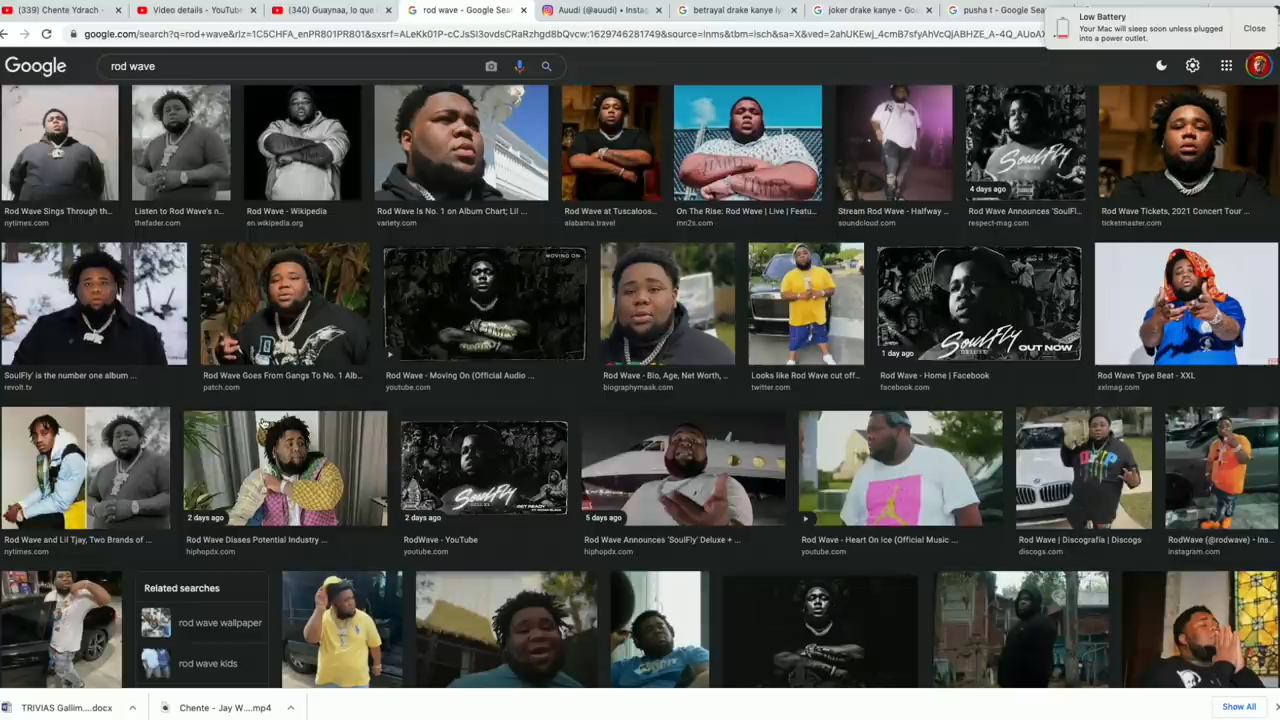 (339) Chente Ydrach - YouTub
Video details - YouTube
(340) Guaynaa, lo que
rod wave - Google Sea
Auudi (@auudi) • Instag
betrayal drake kanye ly
joker drake kanye - Go
pusha t - Google Sea
Low Battery
Your Mac will sleep soon unless plugged
into a power outlet.
Close
google.com/search?q=rod+wave&rlz=1C5CHFA_enPR801PR801&sxsrf=ALeKk01P-cCJsSI3ovdsCRaRzhgd8bQvcw:1629746281749&source=lnms&tbm=isch&sa=X&ved=2ahUKEwj_4cmB7sfyAhVcQjABHZE_A-4Q_AUoAX
Google
rod wave
SoulFly
4 days ago
Rod Wave Sings Through th...
nytimes.com
Listen to Rod Wave's n...
thefader.com
Rod Wave - Wikipedia
en.wikipedia.org
Rod Wave Is No. 1 on Album Chart; Lil ...
variety.com
Rod Wave at Tuscaloos...
alabama.travel
On The Rise: Rod Wave | Live | Featu...
mn2s.com
Stream Rod Wave - Halfway ...
soundcloud.com
Rod Wave Announces 'SoulFl...
respect-mag.com
Rod Wave Tickets, 2021 Concert Tour ...
ticketmaster.com
MOVING ON
SoulFly
OUT NOW
1 day ago
SoulFly' is the number one album ...
revolt.tv
Rod Wave Goes From Gangs To No. 1 Alb...
patch.com
Rod Wave - Moving On (Official Audio ...
youtube.com
Rod Wave - Bio, Age, Net Worth, ...
biographymask.com
Looks like Rod Wave cut off...
twitter.com
Rod Wave - Home | Facebook
facebook.com
Rod Wave Type Beat - XXL
xxlmag.com
SoulFly
2 days ago
2 days ago
5 days ago
Rod Wave and Lil Tjay, Two Brands of ...
nytimes.com
Rod Wave Disses Potential Industry ...
hiphopdx.com
RodWave - YouTube
youtube.com
Rod Wave Announces 'SoulFly' Deluxe + ...
hiphopdx.com
Rod Wave - Heart On Ice (Official Music ...
youtube.com
Rod Wave | Discografía | Discogs
discogs.com
RodWave (@rodwave) • Ins...
instagram.com
Related searches
rod wave wallpaper
rod wave kids
TRIVIAS Gallim....docx
Chente - Jay W....mp4
Show All